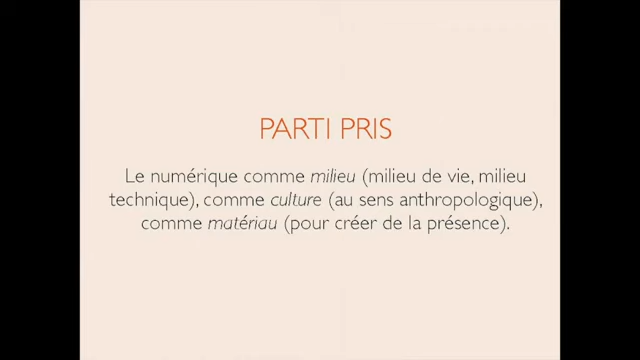 PARTI PRIS
Le numérique comme milieu (milieu de vie, milieu
technique), comme culture (au sens anthropologique),
comme matériau (pour créer de la présence).